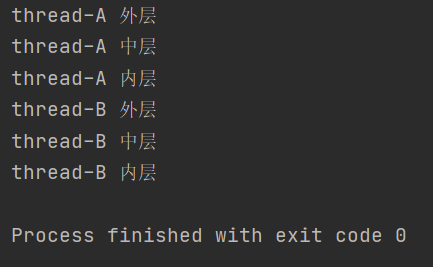 thread-A 外层
thread-A 中层
thread-A 内层
thread-B 外层
thread-B 中层
thread-B 内层
Process finished with exit code 0